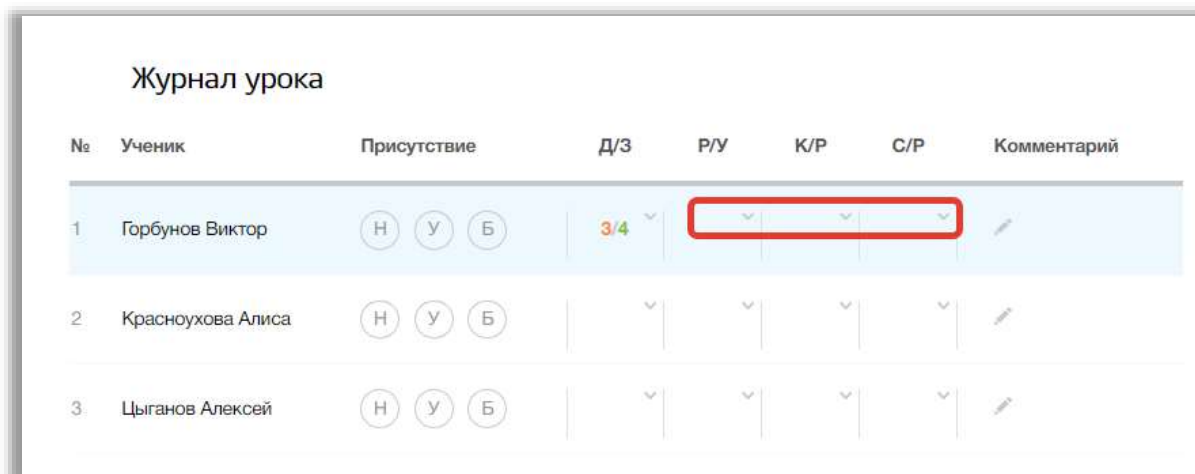 Журнал урока
№ Ученик Присутствие Д/З Р/У К/Р С/Р Комментарий
1 Горбунов Виктор Н У Б 3/4
2 Красноухова Алиса Н У Б
3 Цыганов Алексей Н У Б